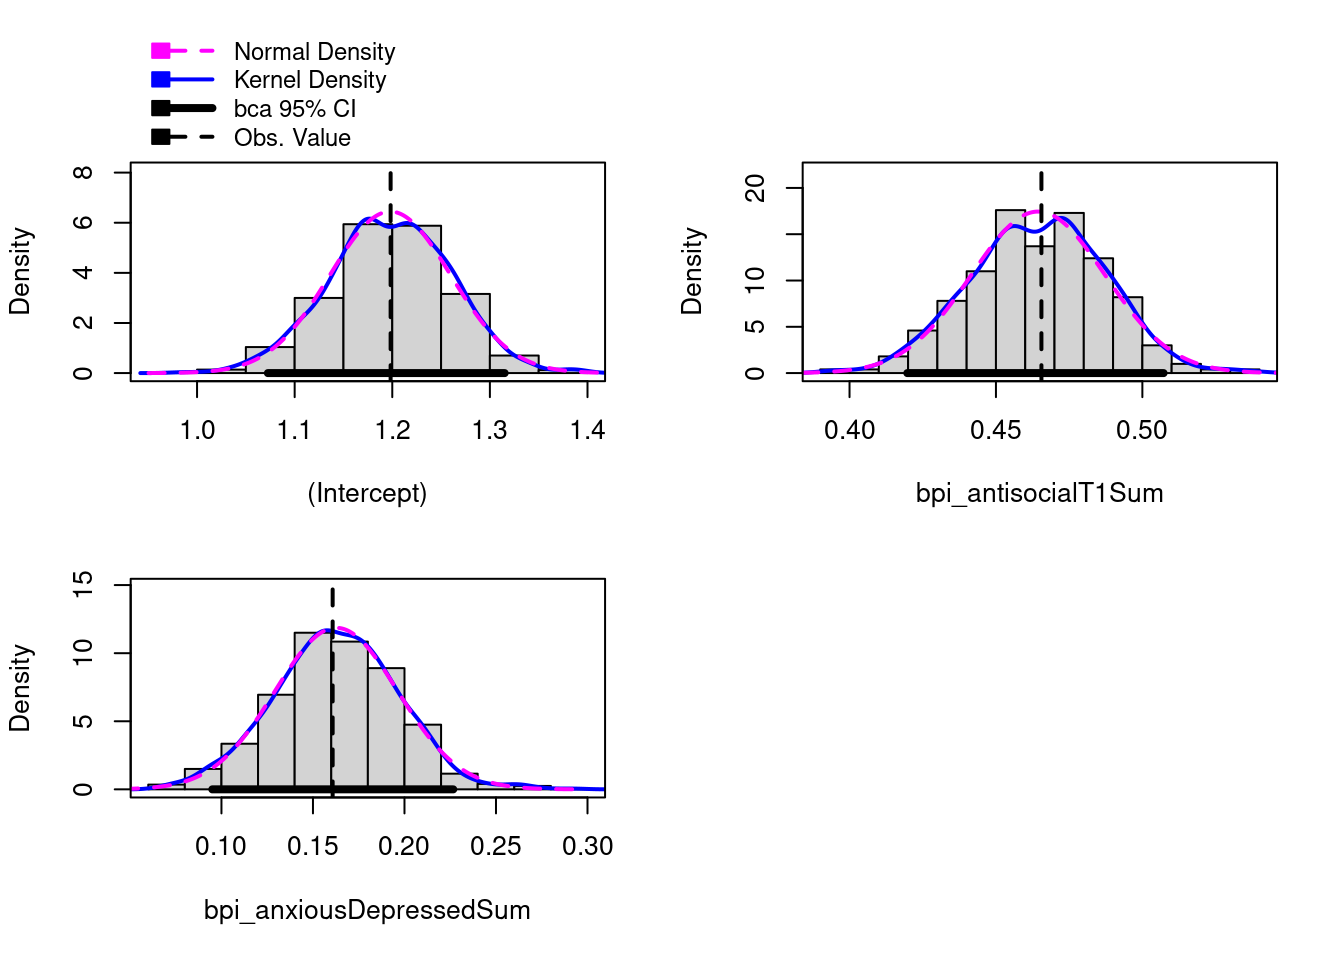 Normal Density
Kernel Density
bca 95% CI
Obs. Value
Density
0 2 4 6 8
1.0 1.1 1.2 1.3 1.4
(Intercept)
Density
0 5 10 20
0.40 0.45 0.50
bpi_antisocialT1Sum
Density
0 5 10 15
0.10 0.15 0.20 0.25 0.30
bpi_anxiousDepressedSum